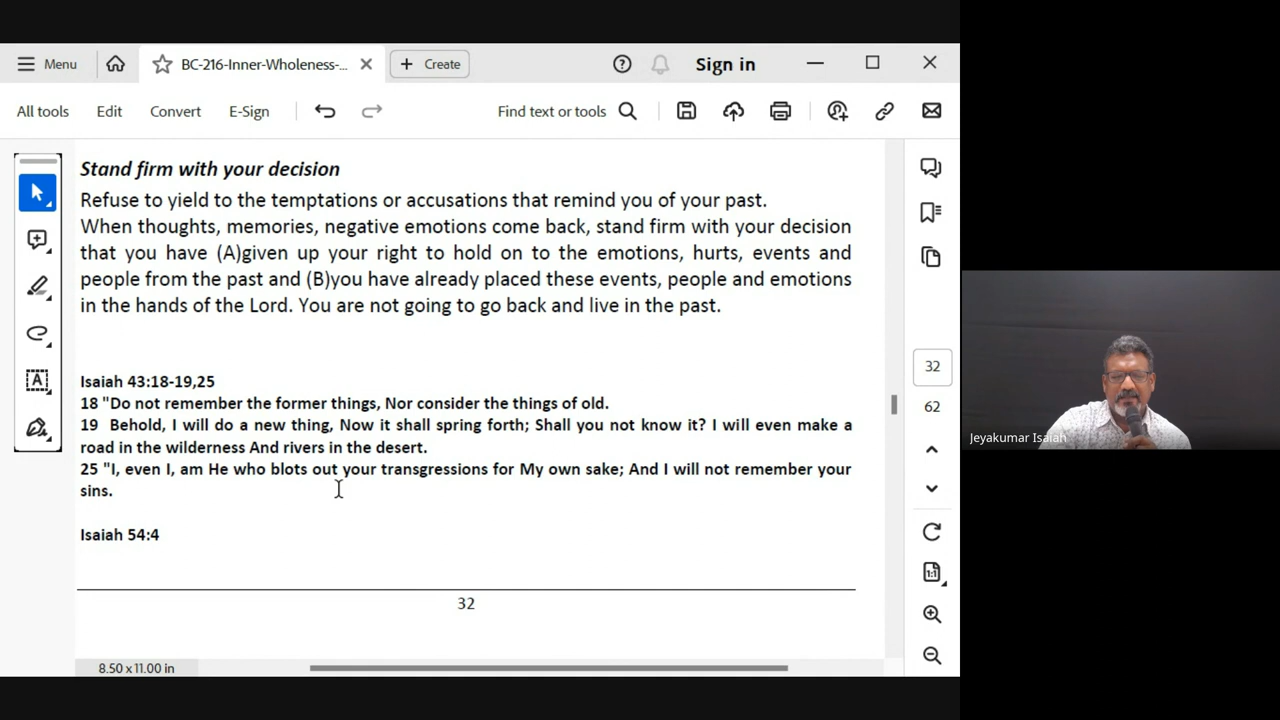 Menu
BC-216-Inner-Wholeness-...
Create
Sign in
All tools
Edit
Convert
E-Sign
Find text or tools
Stand firm with your decision
Refuse to yield to the temptations or accusations that remind you of your past.
When thoughts, memories, negative emotions come back, stand firm with your decision
that you have (A)given up your right to hold on to the emotions, hurts, events and
people from the past and (B)you have already placed these events, people and emotions
in the hands of the Lord. You are not going to go back and live in the past.
Isaiah 43:18-19,25
18 "Do not remember the former things, Nor consider the things of old.
19 Behold, I will do a new thing, Now it shall spring forth; Shall you not know it? I will even make a
road in the wilderness And rivers in the desert.
25 "I, even I, am He who blots out your transgressions for My own sake; And I will not remember your
sins.
Isaiah 54:4
32
8.50 x 11.00 in
32
62
1:1
Jeyakumar Isaiah